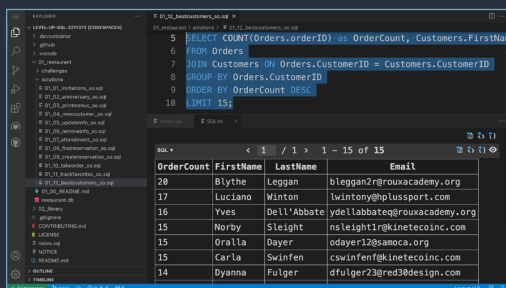 EXPLORER
LEVEL-UP-SQL-3211372 [CODESPACES]
.devcontainer
.github
.vscode
01_restaurant
challenges
solutions
01_01_invitations_so.sql
01_02_anniversary_so.sql
01_03_printmenus_so.sql
01_04_newcustomer_so.sql
01_05_updateinfo_so.sql
01_06_removeinfo_so.sql
01_07_attendevent_so.sql
01_08_findreservation_so.sql
01_09_createreservation_so.sql
01_10_takeorder_so.sql
01_11_trackfavorites_so.sql
01_12_bestcustomers_so.sql
01_00_README.md
restaurant.db
02_library
.gitignore
CONTRIBUTING.md
LICENSE
notes.sql
NOTICE
README.md
OUTLINE
TIMELINE
01_12_bestcustomers_so.sql ×
01_restaurant > solutions > 01_12_bestcustomers_so.sql
5 SELECT COUNT(Orders.orderID) as OrderCount, Customers.FirstNam
6 FROM Orders
7 JOIN Customers ON Orders.CustomerID = Customers.CustomerID
8 GROUP BY Orders.CustomerID
9 ORDER BY OrderCount DESC
10 LIMIT 15;
notes.sql SQLite ×
SQL ▾ < 1 / 1 > 1 - 15 of 15
OrderCount FirstName LastName Email
20 Blythe Leggan bleggan2r@rouxacademy.org
17 Luciano Winton lwintony@hplussport.com
16 Yves Dell'Abbate ydellabbateq@rouxacademy.org
15 Norby Sleight nsleight1r@kinetecoinc.com
15 Oralla Dayer odayer12@samoca.org
15 Carla Swinfen cswinfenf@kinetecoinc.com
14 Dyanna Fulger dfulger23@red30design.com